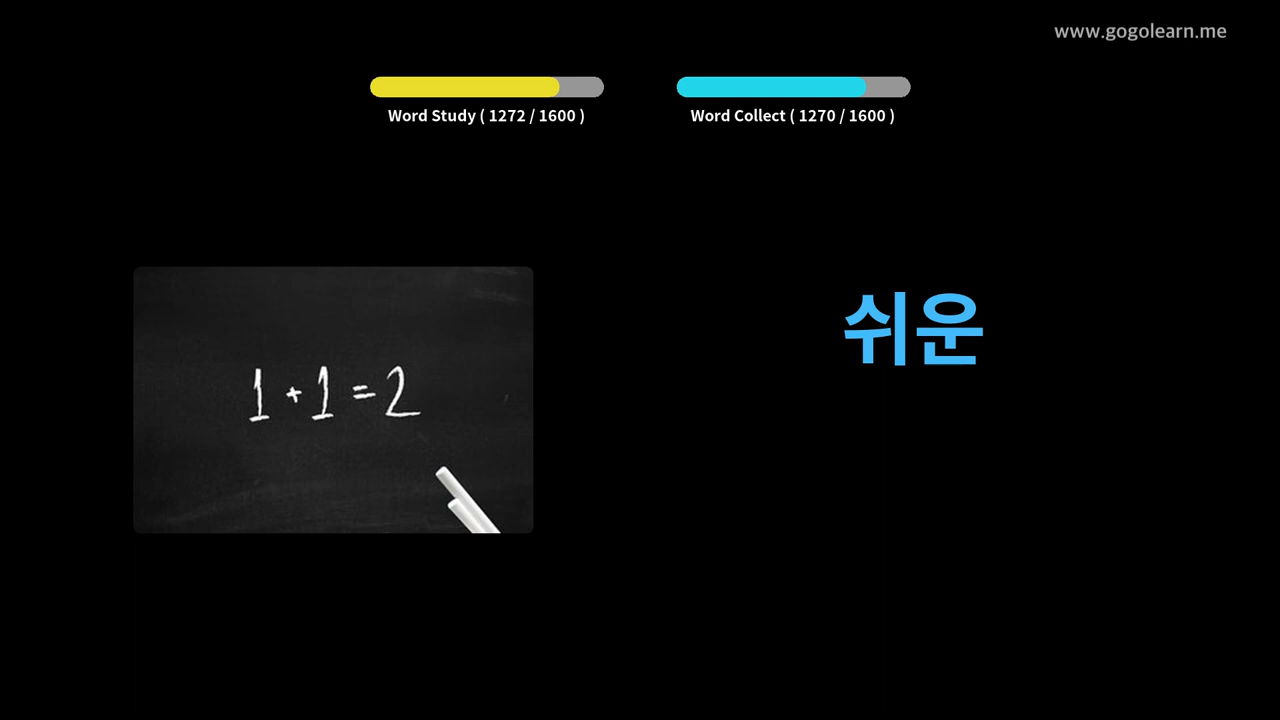 www.gogolearn.me
Word Study ( 1272 / 1600 )
Word Collect ( 1270 / 1600 )
쉬운
1 + 1 = 2